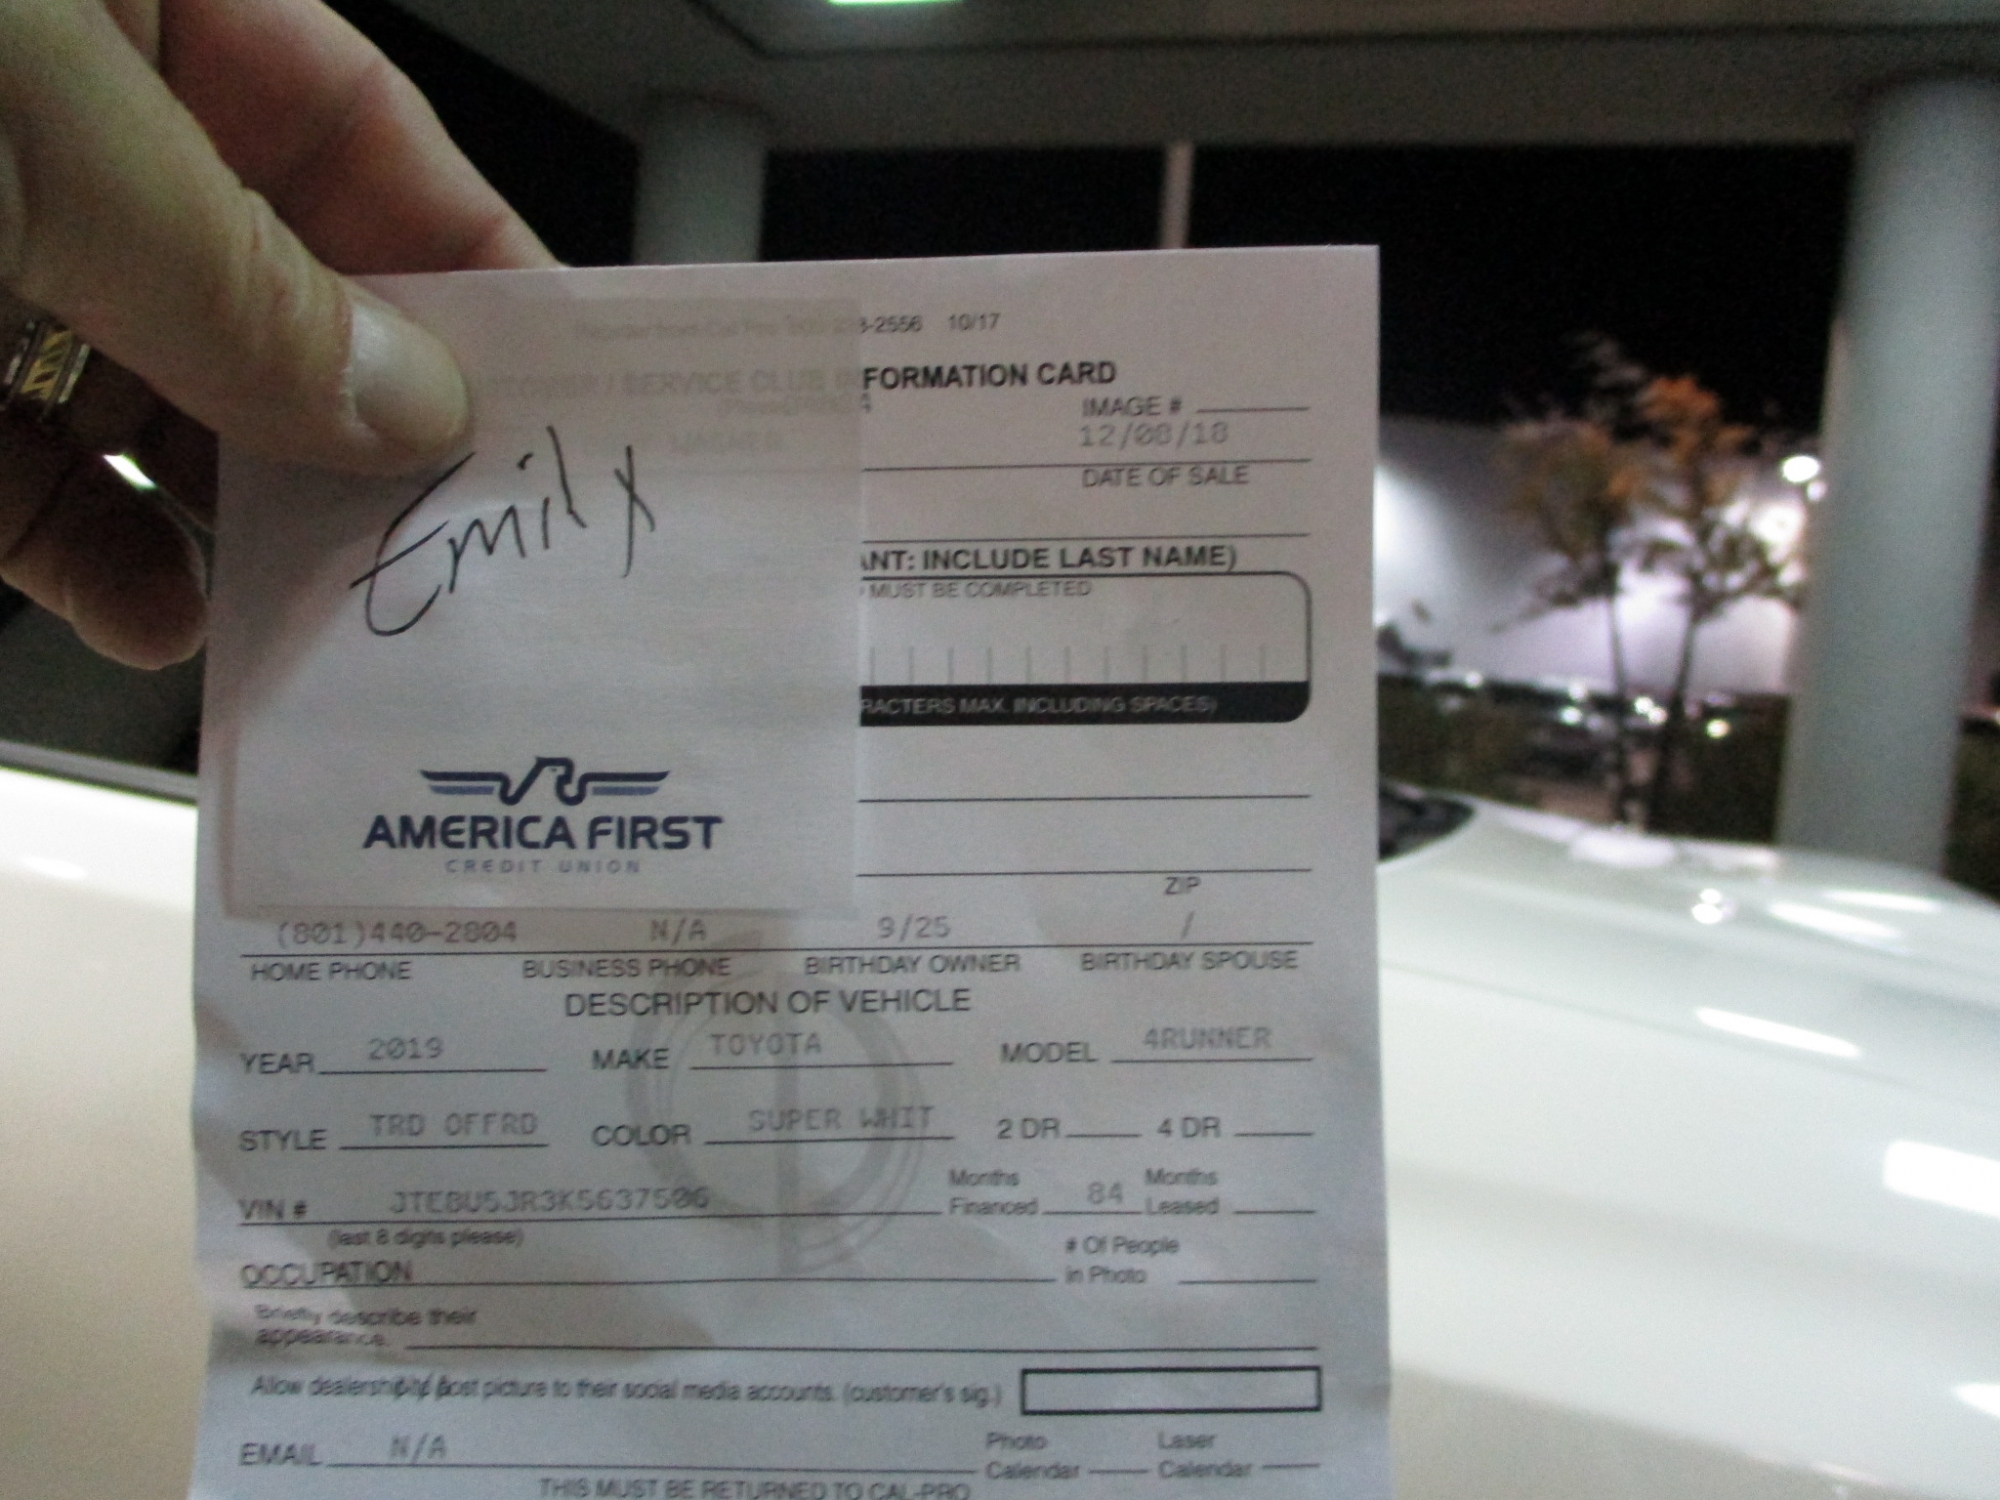 3-2556 10/17
SERVICE CLUB INFORMATION CARD
IMAGE #
12/08/18
DATE OF SALE
Emily
ANT: INCLUDE LAST NAME)
MUST BE COMPLETED
RACTERS MAX. INCLUDING SPACES)
AMERICA FIRST
CREDIT UNION
ZIP
(801)440-2804 N/A 9/25 /
HOME PHONE BUSINESS PHONE BIRTHDAY OWNER BIRTHDAY SPOUSE
DESCRIPTION OF VEHICLE
YEAR 2019 MAKE TOYOTA MODEL 4RUNNER
STYLE TRD OFFRD COLOR SUPER WHIT 2 DR 4 DR
VIN # JTEBU5JR3K5637506 Months Financed 84 Months Leased
(last 8 digits please)
OCCUPATION # Of People in Photo
Briefly describe their
appearance.
Allow dealership to post picture to their social media accounts. (customer's sig.)
EMAIL N/A Photo Calendar Laser Calendar
THIS MUST BE RETURNED TO CAL-PRO